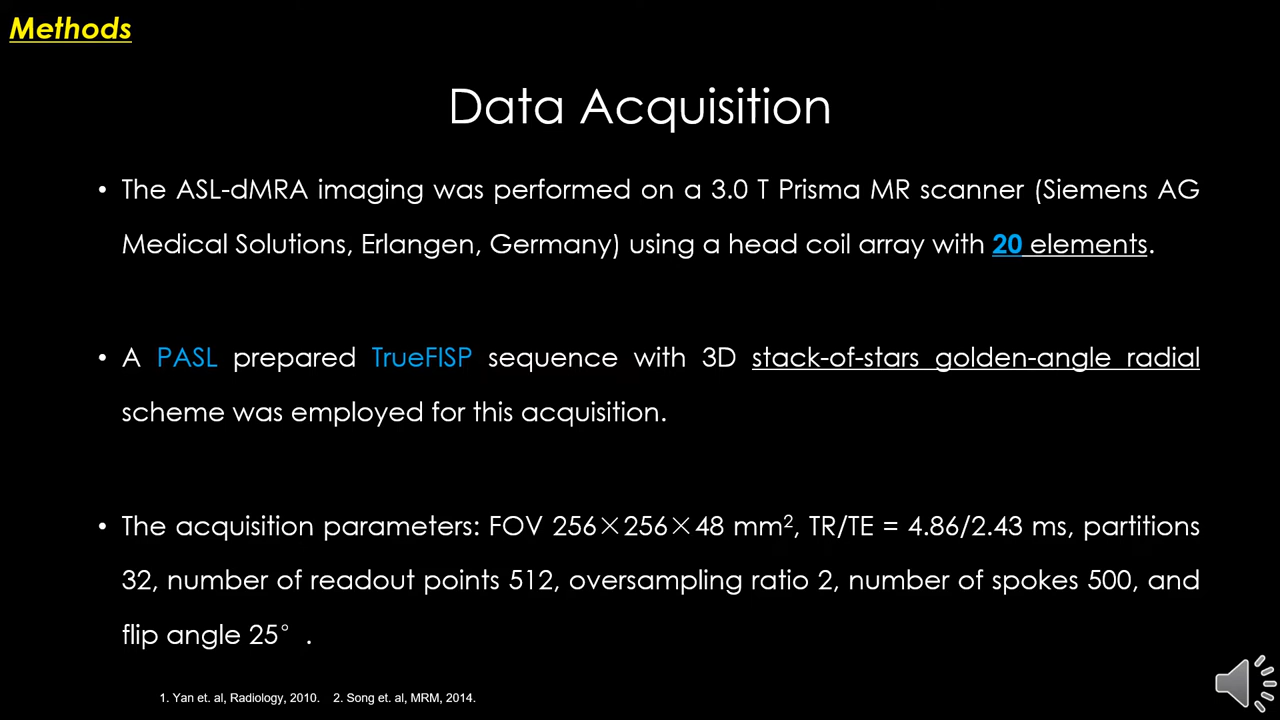 Methods
Data Acquisition
• The ASL-dMRA imaging was performed on a 3.0 T Prisma MR scanner (Siemens AG
Medical Solutions, Erlangen, Germany) using a head coil array with 20 elements.
• A PASL prepared TrueFISP sequence with 3D stack-of-stars golden-angle radial
scheme was employed for this acquisition.
• The acquisition parameters: FOV 256×256×48 mm², TR/TE = 4.86/2.43 ms, partitions
32, number of readout points 512, oversampling ratio 2, number of spokes 500, and
flip angle 25° .
1. Yan et. al, Radiology, 2010. 2. Song et. al, MRM, 2014.